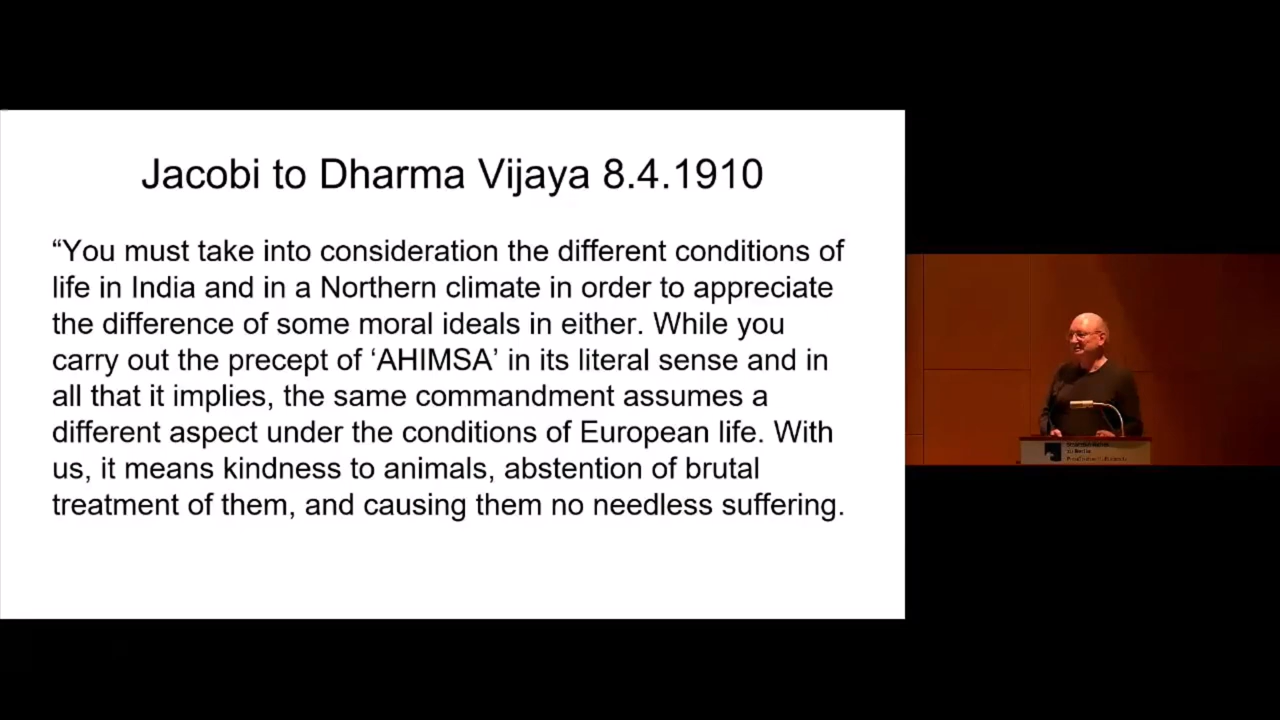 Jacobi to Dharma Vijaya 8.4.1910
“You must take into consideration the different conditions of
life in India and in a Northern climate in order to appreciate
the difference of some moral ideals in either. While you
carry out the precept of ‘AHIMSA’ in its literal sense and in
all that it implies, the same commandment assumes a
different aspect under the conditions of European life. With
us, it means kindness to animals, abstention of brutal
treatment of them, and causing them no needless suffering.